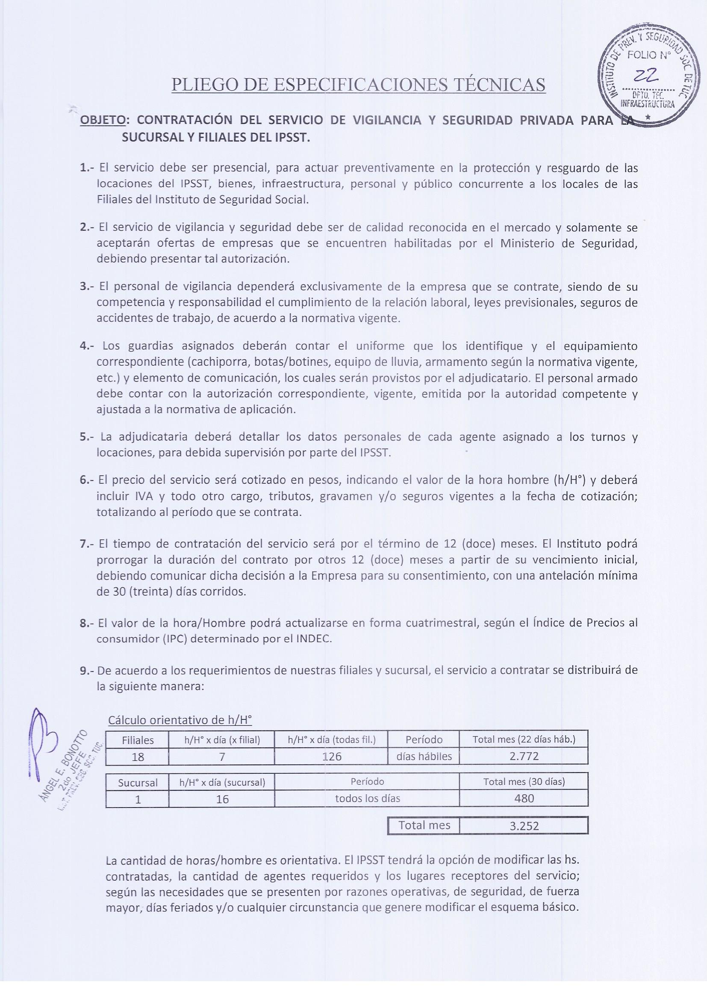 INSTITUTO DE PREV. Y SEGURIDAD SOC. DE TUC.
FOLIO N°
22
DPTO. TEC.
INFRAESTRUCTURA
PLIEGO DE ESPECIFICACIONES TÉCNICAS
OBJETO: CONTRATACIÓN DEL SERVICIO DE VIGILANCIA Y SEGURIDAD PRIVADA PARA LA
SUCURSAL Y FILIALES DEL IPSST.
1.- El servicio debe ser presencial, para actuar preventivamente en la protección y resguardo de las
locaciones del IPSST, bienes, infraestructura, personal y público concurrente a los locales de las
Filiales del Instituto de Seguridad Social.
2.- El servicio de vigilancia y seguridad debe ser de calidad reconocida en el mercado y solamente se
aceptarán ofertas de empresas que se encuentren habilitadas por el Ministerio de Seguridad,
debiendo presentar tal autorización.
3.- El personal de vigilancia dependerá exclusivamente de la empresa que se contrate, siendo de su
competencia y responsabilidad el cumplimiento de la relación laboral, leyes previsionales, seguros de
accidentes de trabajo, de acuerdo a la normativa vigente.
4.- Los guardias asignados deberán contar el uniforme que los identifique y el equipamiento
correspondiente (cachiporra, botas/botines, equipo de lluvia, armamento según la normativa vigente,
etc.) y elemento de comunicación, los cuales serán provistos por el adjudicatario. El personal armado
debe contar con la autorización correspondiente, vigente, emitida por la autoridad competente y
ajustada a la normativa de aplicación.
5.- La adjudicataria deberá detallar los datos personales de cada agente asignado a los turnos y
locaciones, para debida supervisión por parte del IPSST.
6.- El precio del servicio será cotizado en pesos, indicando el valor de la hora hombre (h/H°) y deberá
incluir IVA y todo otro cargo, tributos, gravamen y/o seguros vigentes a la fecha de cotización;
totalizando al período que se contrata.
7.- El tiempo de contratación del servicio será por el término de 12 (doce) meses. El Instituto podrá
prorrogar la duración del contrato por otros 12 (doce) meses a partir de su vencimiento inicial,
debiendo comunicar dicha decisión a la Empresa para su consentimiento, con una antelación mínima
de 30 (treinta) días corridos.
8.- El valor de la hora/Hombre podrá actualizarse en forma cuatrimestral, según el Índice de Precios al
consumidor (IPC) determinado por el INDEC.
9.- De acuerdo a los requerimientos de nuestras filiales y sucursal, el servicio a contratar se distribuirá de
la siguiente manera:
Cálculo orientativo de h/H°
Filiales h/H° x día (x filial) h/H° x día (todas fil.) Período Total mes (22 días háb.)
18 7 126 días hábiles 2.772
Sucursal h/H° x día (sucursal) Período Total mes (30 días)
1 16 todos los días 480
Total mes 3.252
ÁNGEL E. BONOTTO
2do JEFE
INST. PREV. SEG. SOC. TUC.
La cantidad de horas/hombre es orientativa. El IPSST tendrá la opción de modificar las hs.
contratadas, la cantidad de agentes requeridos y los lugares receptores del servicio;
según las necesidades que se presenten por razones operativas, de seguridad, de fuerza
mayor, días feriados y/o cualquier circunstancia que genere modificar el esquema básico.